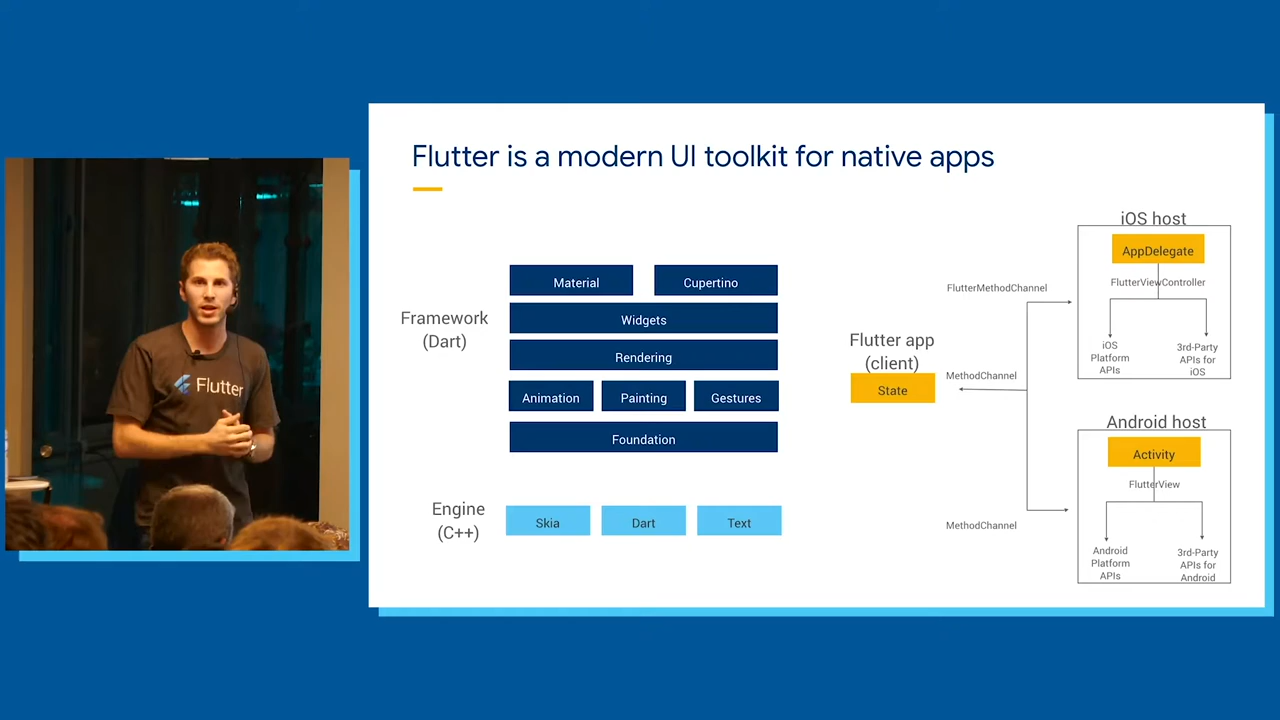 Flutter is a modern UI toolkit for native apps
Flutter
Framework
(Dart)
Material
Cupertino
Widgets
Rendering
Animation
Painting
Gestures
Foundation
Engine
(C++)
Skia
Dart
Text
Flutter app
(client)
State
FlutterMethodChannel
MethodChannel
MethodChannel
iOS host
AppDelegate
FlutterViewController
iOS
Platform
APIs
3rd-Party
APIs for
iOS
Android host
Activity
FlutterView
Android
Platform
APIs
3rd-Party
APIs for
Android